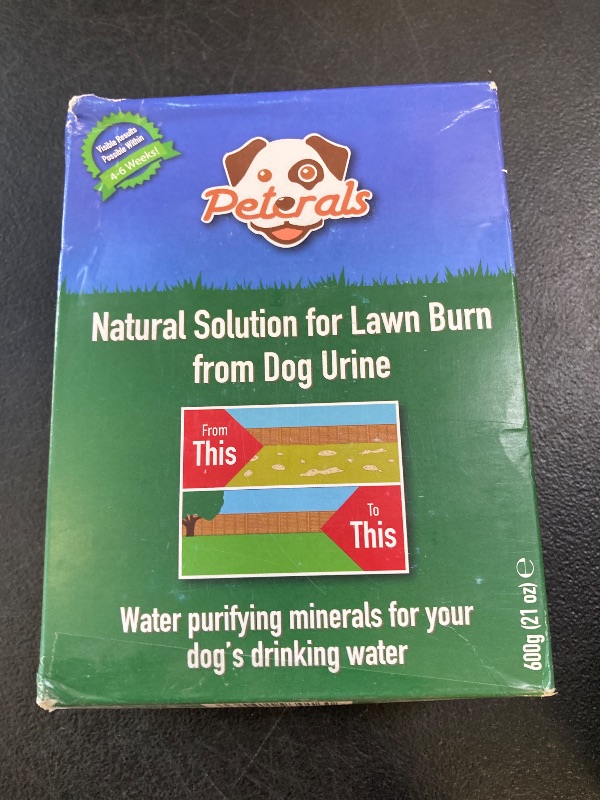 Visible Results
Possible Within
4-6 Weeks!
Peterals
Natural Solution for Lawn Burn
from Dog Urine
From
This
To
This
Water purifying minerals for your
dog's drinking water
600g (21 oz) ℮